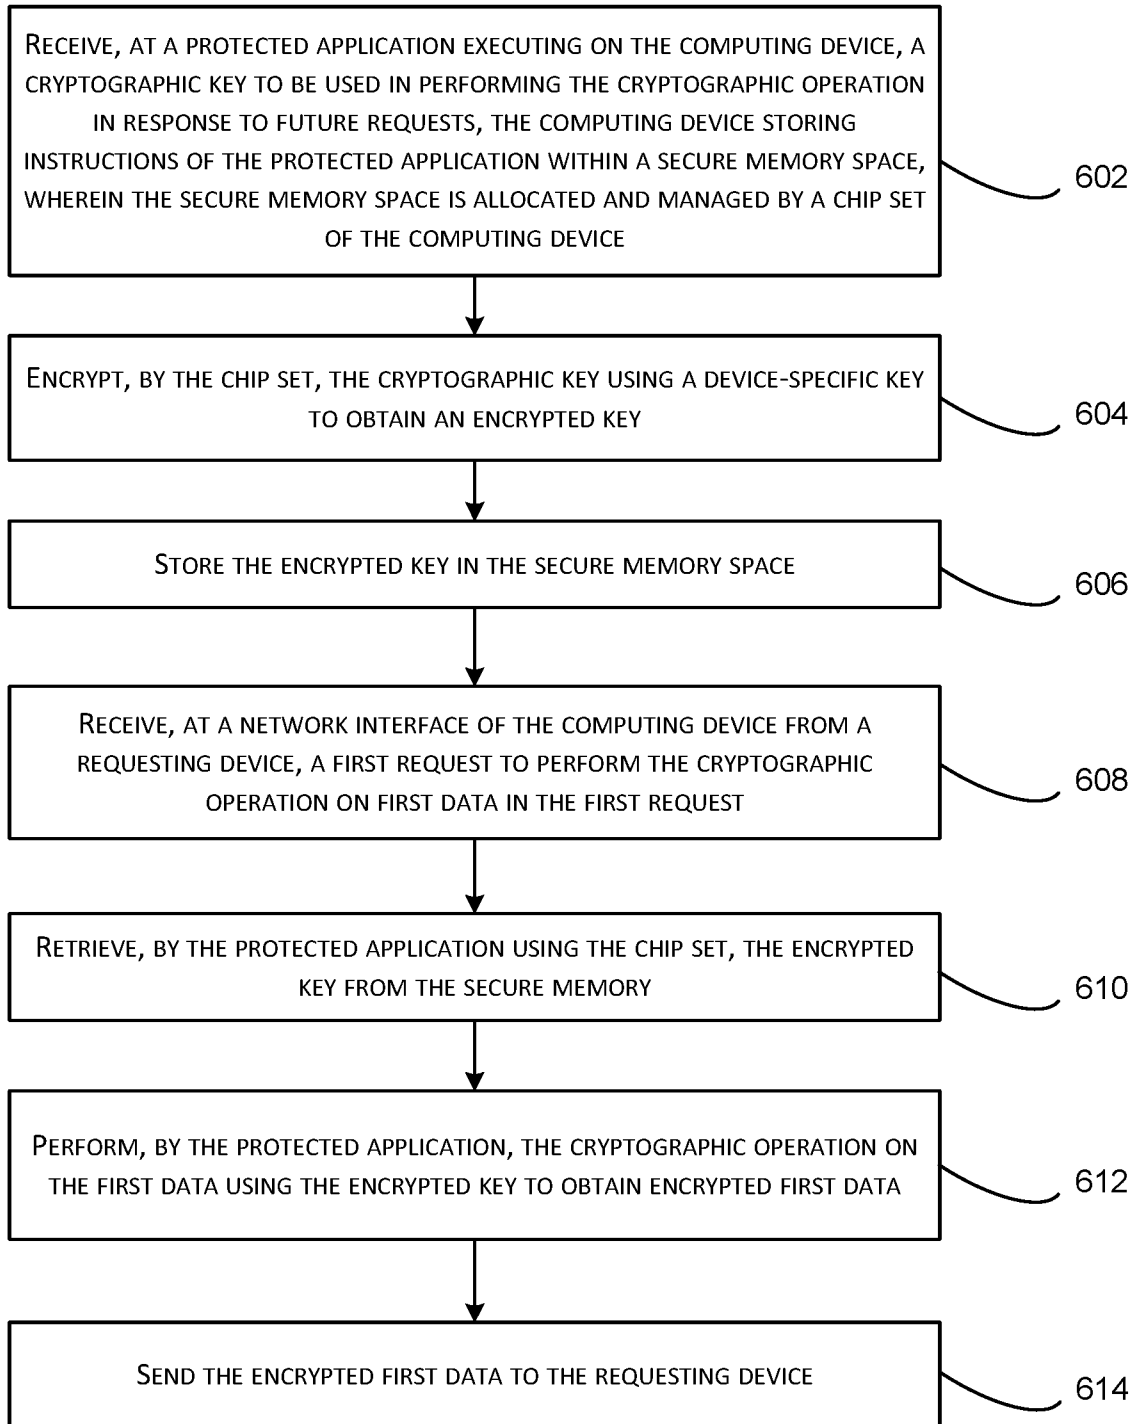 RECEIVE, AT A PROTECTED APPLICATION EXECUTING ON THE COMPUTING DEVICE, A
CRYPTOGRAPHIC KEY TO BE USED IN PERFORMING THE CRYPTOGRAPHIC OPERATION
IN RESPONSE TO FUTURE REQUESTS, THE COMPUTING DEVICE STORING
INSTRUCTIONS OF THE PROTECTED APPLICATION WITHIN A SECURE MEMORY SPACE,
WHEREIN THE SECURE MEMORY SPACE IS ALLOCATED AND MANAGED BY A CHIP SET
OF THE COMPUTING DEVICE
602
ENCRYPT, BY THE CHIP SET, THE CRYPTOGRAPHIC KEY USING A DEVICE-SPECIFIC KEY
TO OBTAIN AN ENCRYPTED KEY
604
STORE THE ENCRYPTED KEY IN THE SECURE MEMORY SPACE
606
RECEIVE, AT A NETWORK INTERFACE OF THE COMPUTING DEVICE FROM A
REQUESTING DEVICE, A FIRST REQUEST TO PERFORM THE CRYPTOGRAPHIC
OPERATION ON FIRST DATA IN THE FIRST REQUEST
608
RETRIEVE, BY THE PROTECTED APPLICATION USING THE CHIP SET, THE ENCRYPTED
KEY FROM THE SECURE MEMORY
610
PERFORM, BY THE PROTECTED APPLICATION, THE CRYPTOGRAPHIC OPERATION ON
THE FIRST DATA USING THE ENCRYPTED KEY TO OBTAIN ENCRYPTED FIRST DATA
612
SEND THE ENCRYPTED FIRST DATA TO THE REQUESTING DEVICE
614